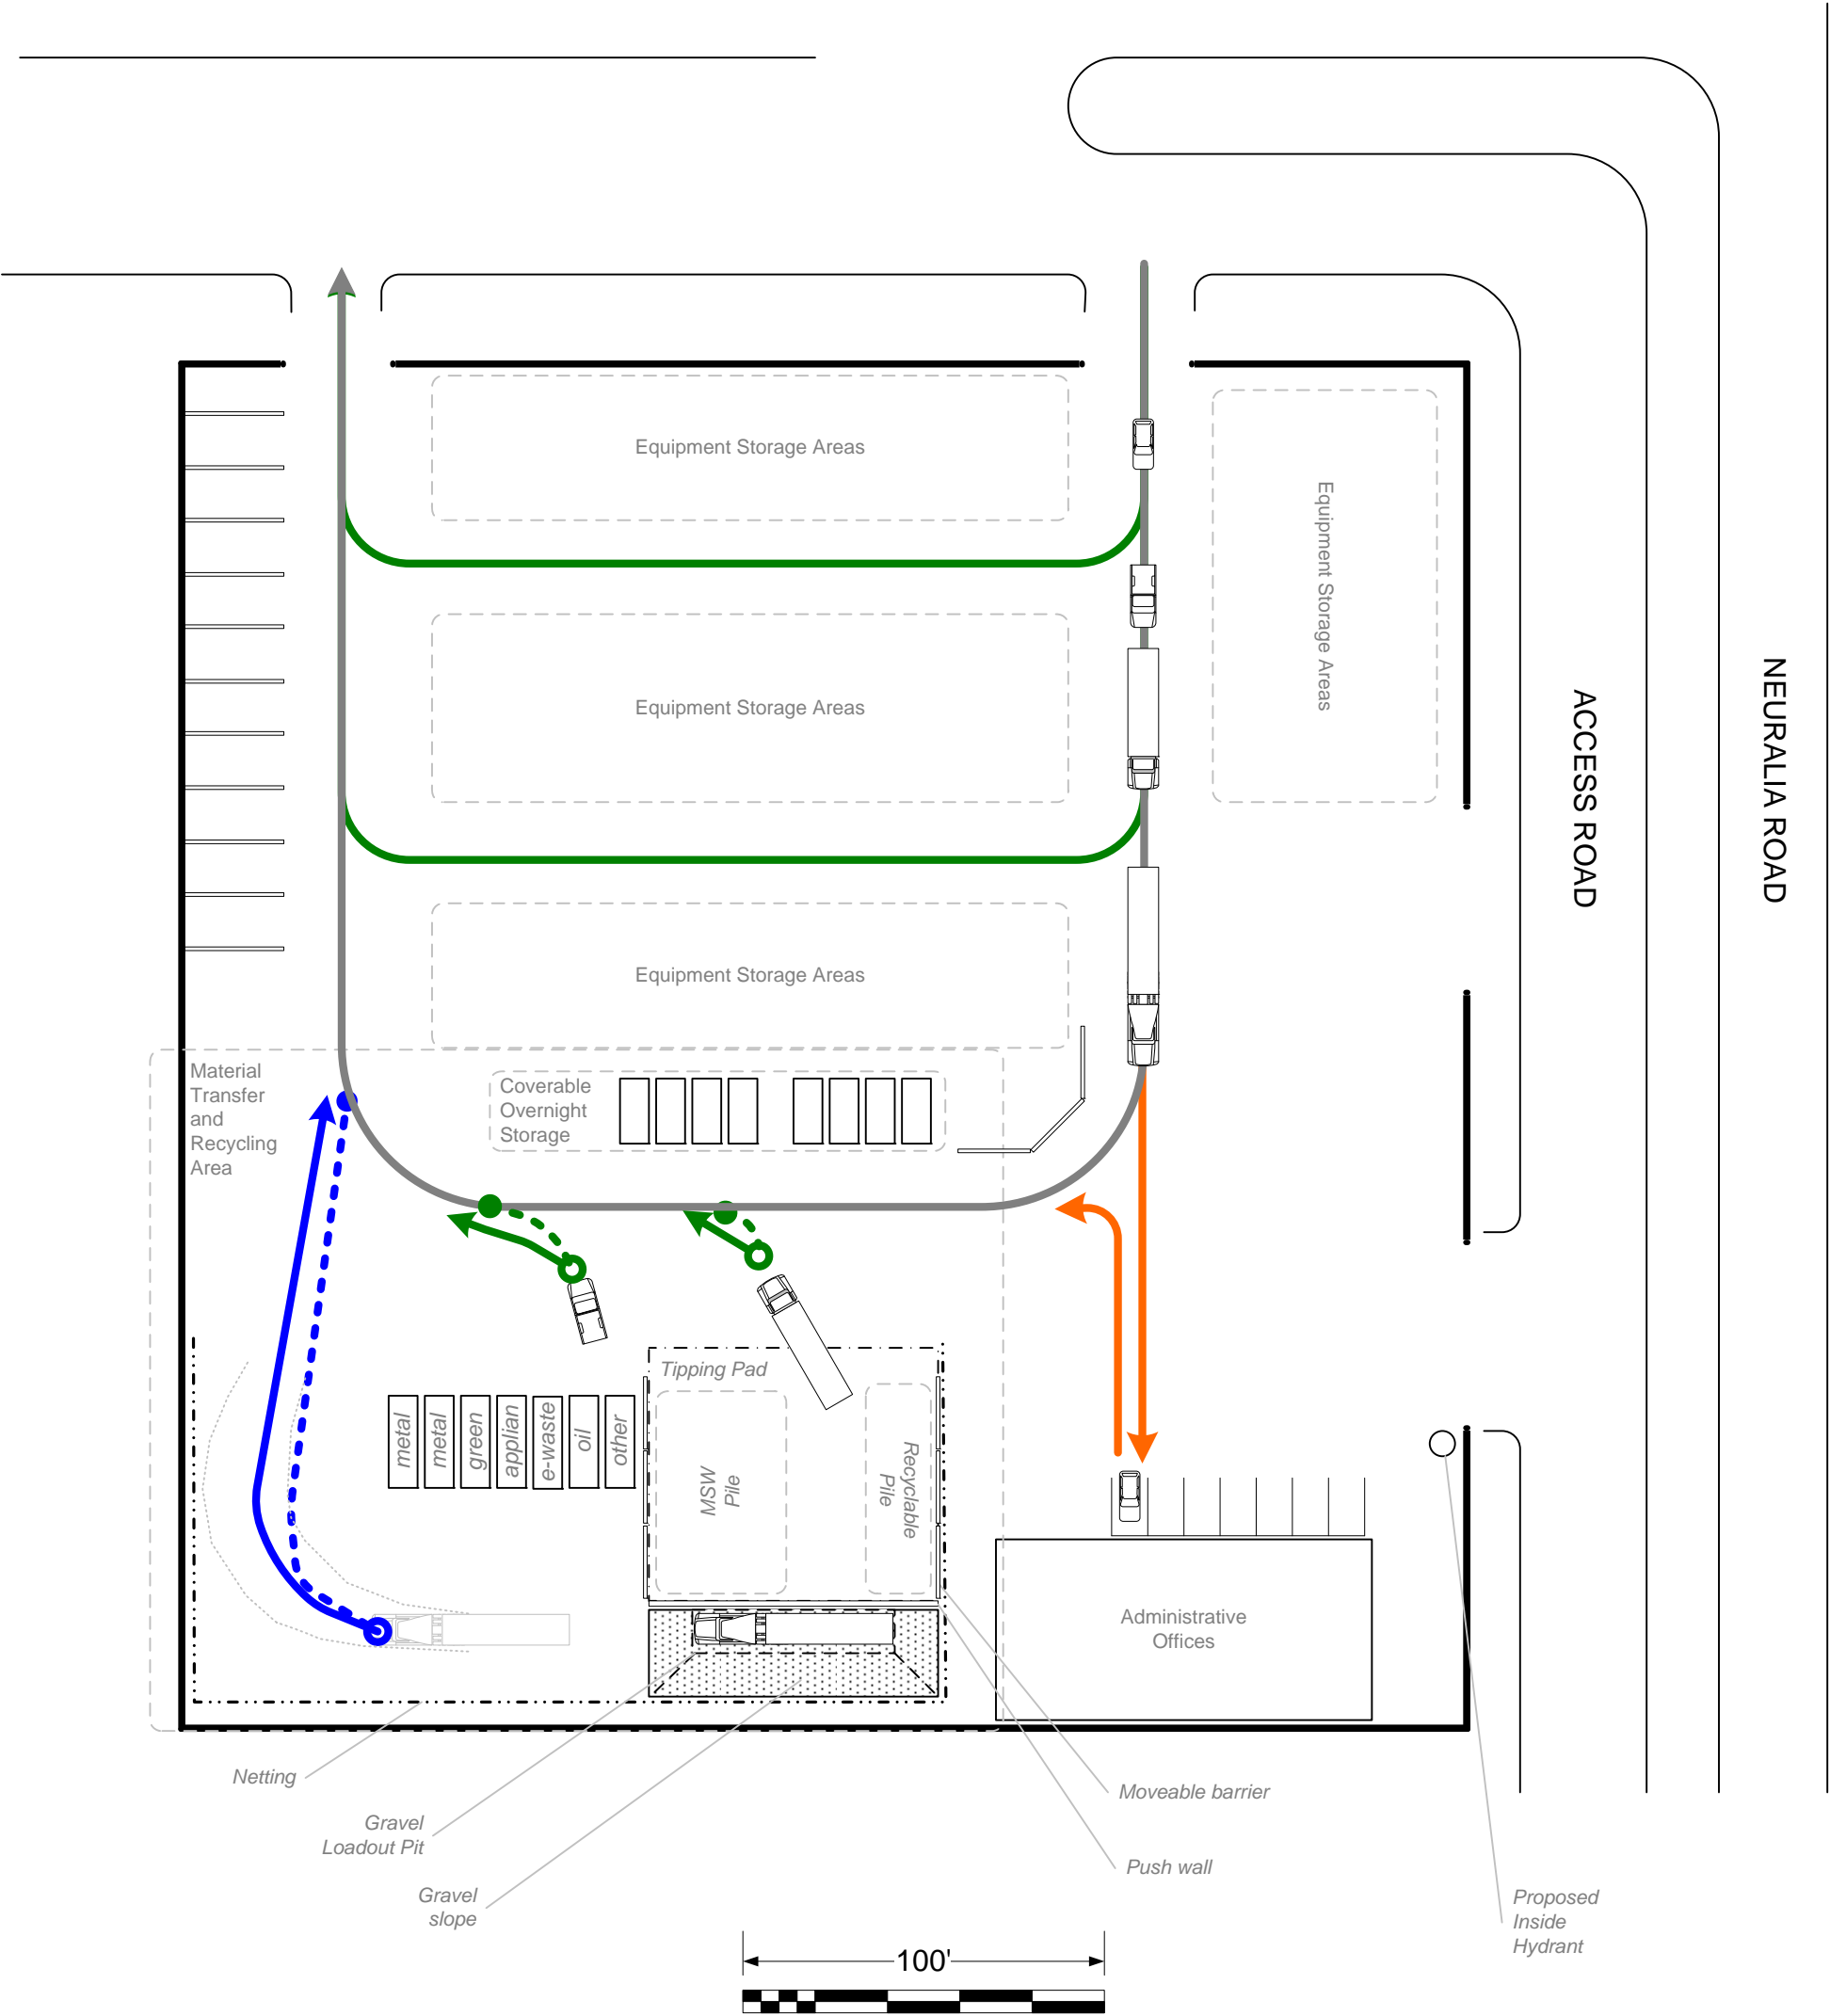 Equipment Storage Areas
Equipment Storage Areas
Equipment Storage Areas
Equipment Storage Areas
NEURALIA ROAD
ACCESS ROAD
Material
Transfer
and
Recycling
Area
Coverable
Overnight
Storage
Tipping Pad
metal
metal
green
applian
e-waste
oil
other
MSW
Pile
Recyclable
Pile
Administrative
Offices
Netting
Gravel
Loadout Pit
Gravel
slope
Moveable barrier
Push wall
Proposed
Inside
Hydrant
100'